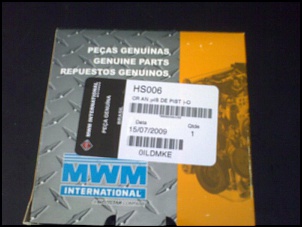 PEÇAS GENUÍNAS,
GENUINE PARTS
REPUESTOS GENUINOS,
HS006
Data
Qtde
15/07/2009
1
0ILDMKE
MWM INTERNATIONAL
PEÇA GENUÍNA
BRASIL
MWM
INTERNATIONAL